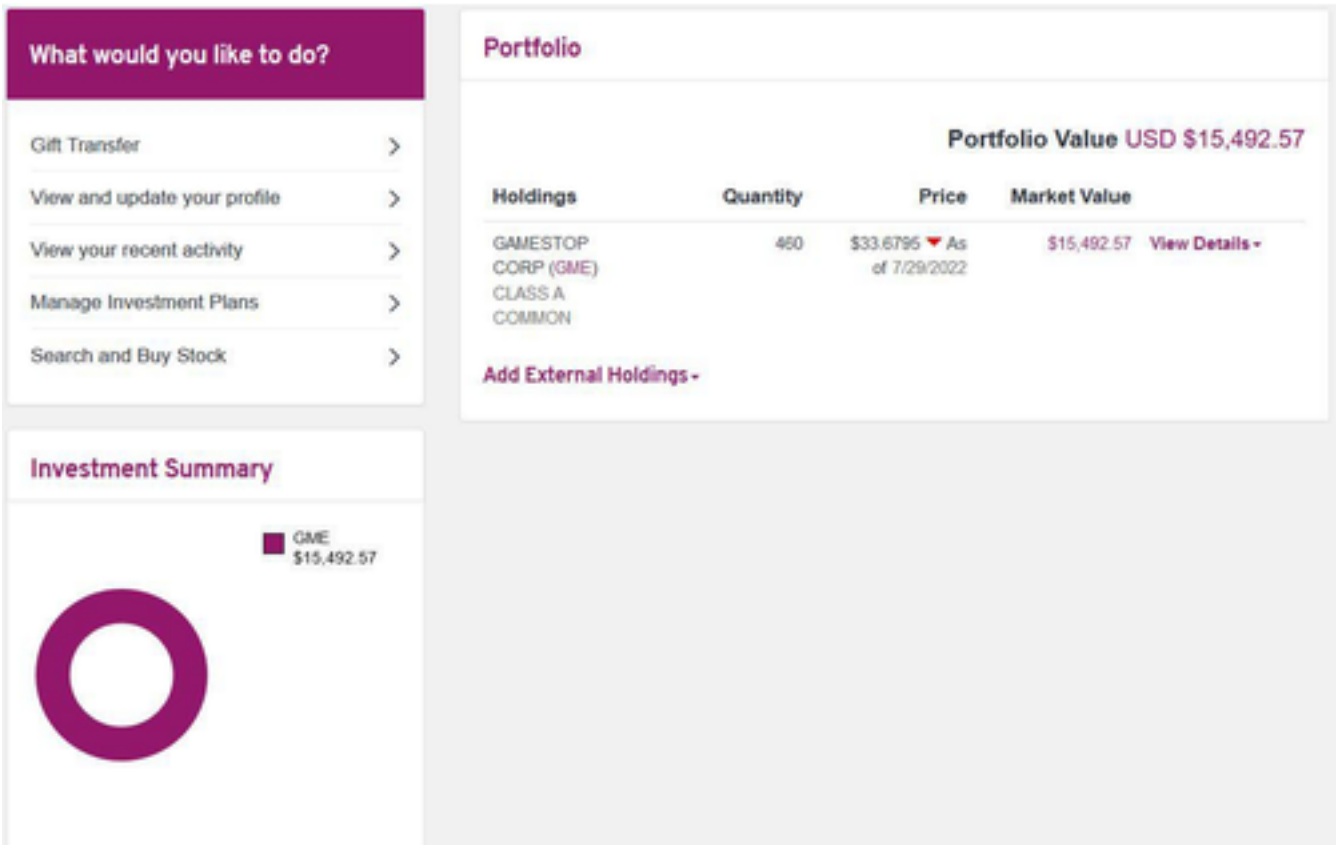 What would you like to do?
Gift Transfer
View and update your profile
View your recent activity
Manage Investment Plans
Search and Buy Stock
Portfolio
Portfolio Value USD $15,492.57
Holdings Quantity Price Market Value
GAMESTOP 460 $33.6795 ▼ As $15,492.57 View Details
CORP (GME) of 7/29/2022
CLASS A
COMMON
Add External Holdings
Investment Summary
GME
$15,492.57